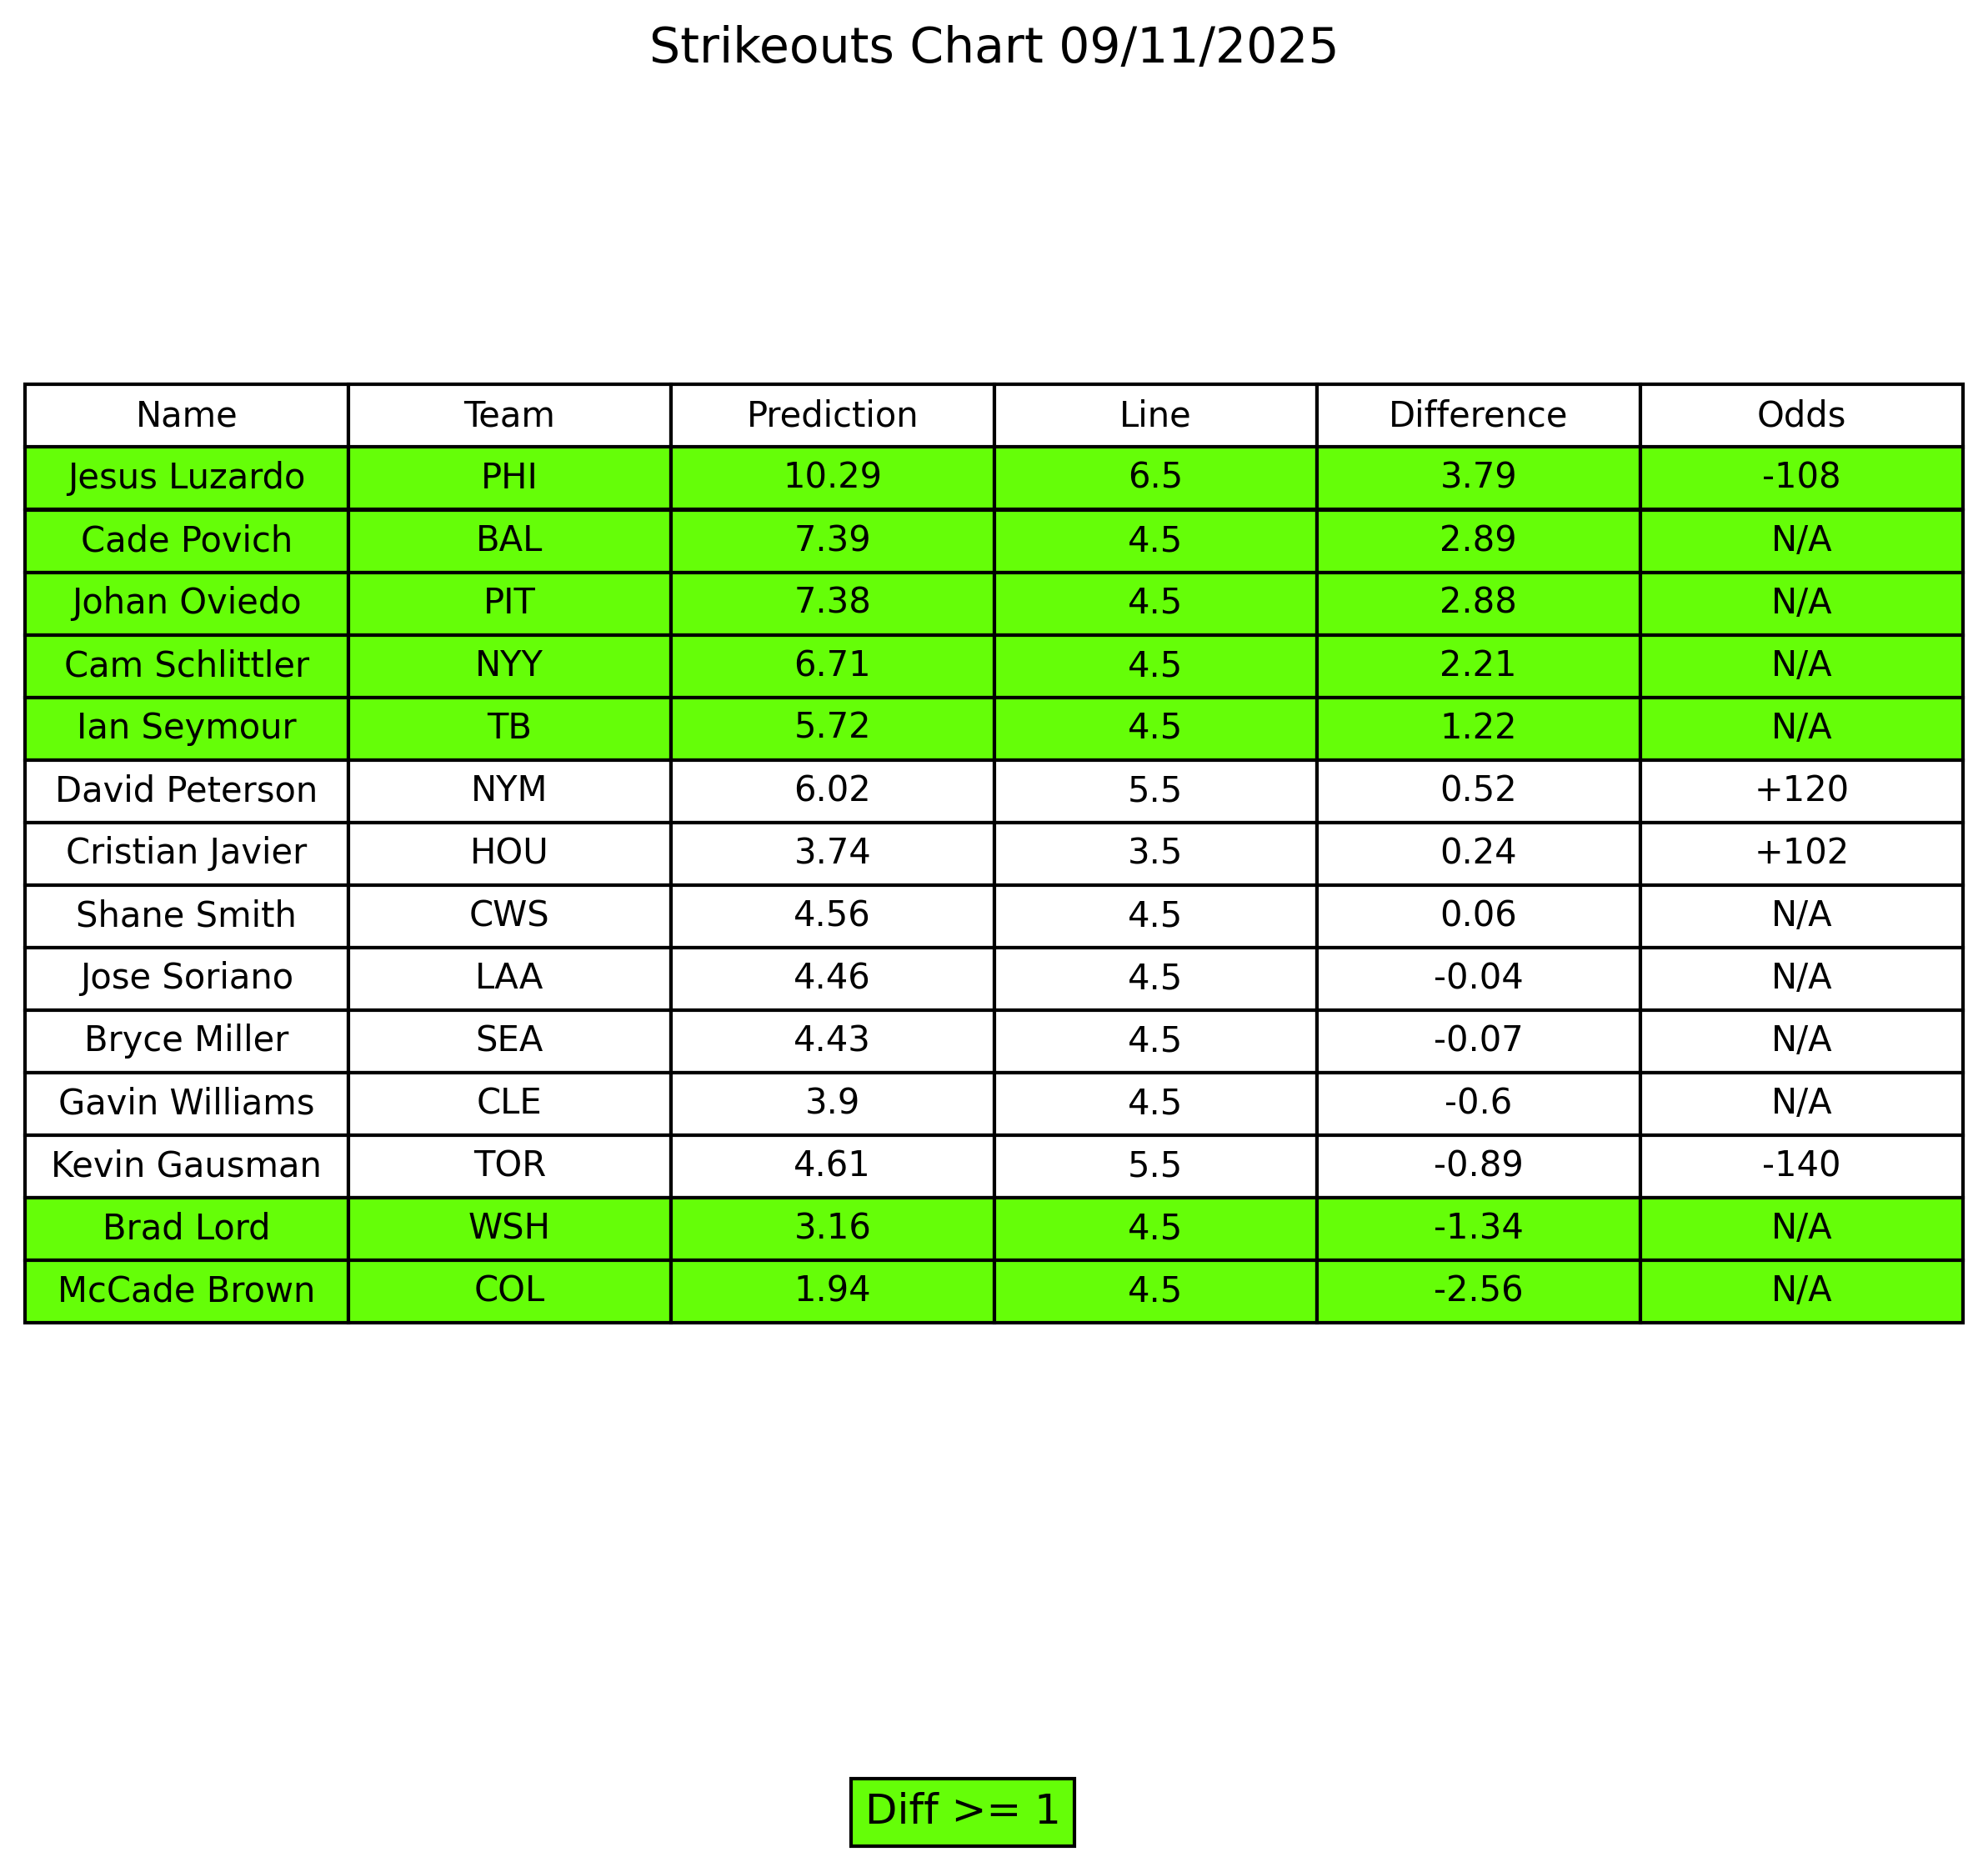 Strikeouts Chart 09/11/2025
Name Team Prediction Line Difference Odds
Jesus Luzardo PHI 10.29 6.5 3.79 -108
Cade Povich BAL 7.39 4.5 2.89 N/A
Johan Oviedo PIT 7.38 4.5 2.88 N/A
Cam Schlittler NYY 6.71 4.5 2.21 N/A
Ian Seymour TB 5.72 4.5 1.22 N/A
David Peterson NYM 6.02 5.5 0.52 +120
Cristian Javier HOU 3.74 3.5 0.24 +102
Shane Smith CWS 4.56 4.5 0.06 N/A
Jose Soriano LAA 4.46 4.5 -0.04 N/A
Bryce Miller SEA 4.43 4.5 -0.07 N/A
Gavin Williams CLE 3.9 4.5 -0.6 N/A
Kevin Gausman TOR 4.61 5.5 -0.89 -140
Brad Lord WSH 3.16 4.5 -1.34 N/A
McCade Brown COL 1.94 4.5 -2.56 N/A
Diff >= 1